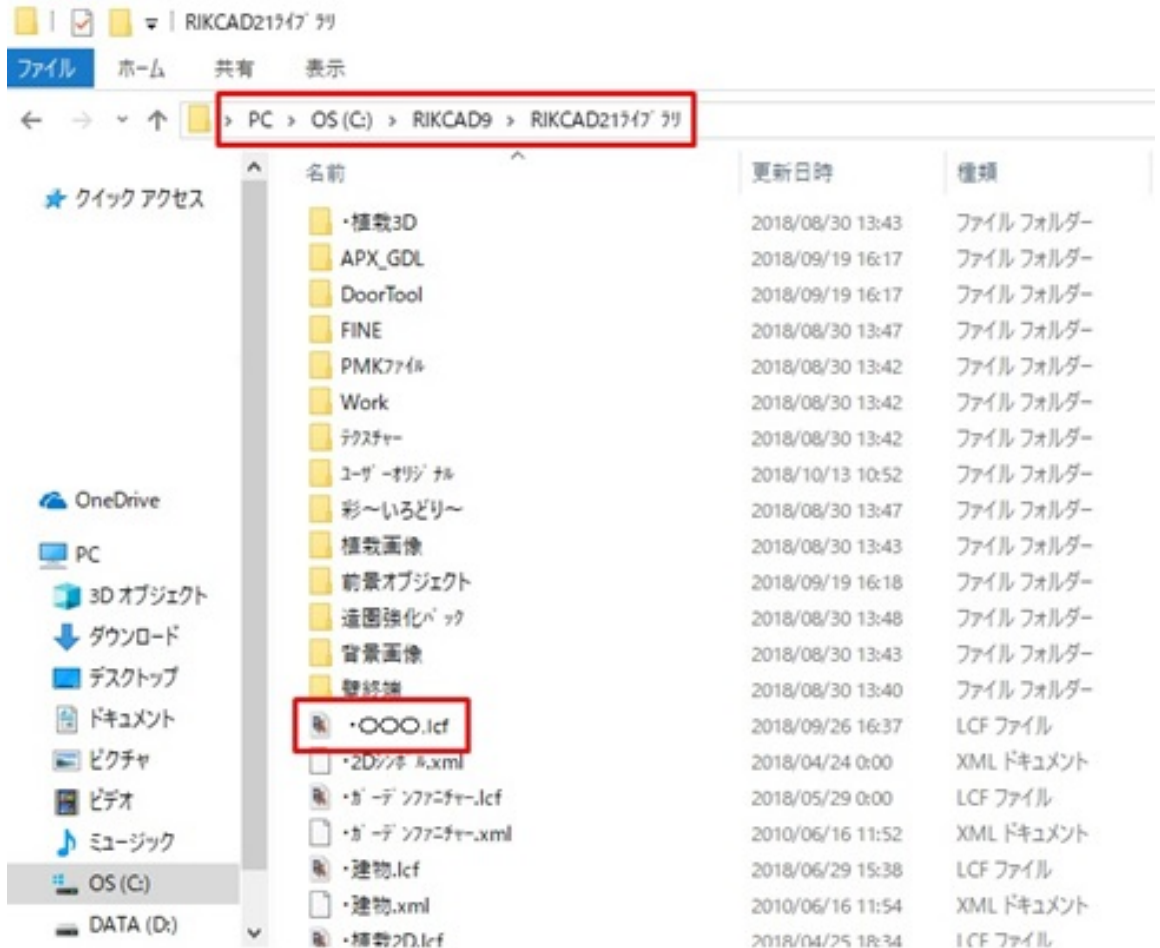 RIKCAD21ﾗｲﾌﾞﾗﾘ
ファイル ホーム 共有 表示
PC › OS (C:) › RIKCAD9 › RIKCAD21ﾗｲﾌﾞﾗﾘ
名前 更新日時 種類
クイック アクセス
・植栽3D 2018/08/30 13:43 ファイル フォルダー
APX_GDL 2018/09/19 16:17 ファイル フォルダー
DoorTool 2018/09/19 16:17 ファイル フォルダー
FINE 2018/08/30 13:47 ファイル フォルダー
PMKﾌｧｲﾙ 2018/08/30 13:42 ファイル フォルダー
Work 2018/08/30 13:42 ファイル フォルダー
ﾃｸｽﾁｬｰ 2018/08/30 13:42 ファイル フォルダー
ﾕｰｻﾞｰｵﾘｼﾞﾅﾙ 2018/10/13 10:52 ファイル フォルダー
OneDrive
彩～いろどり～ 2018/08/30 13:47 ファイル フォルダー
PC
植栽画像 2018/08/30 13:43 ファイル フォルダー
3D オブジェクト
前景オブジェクト 2018/09/19 16:18 ファイル フォルダー
ダウンロード
造園強化ﾊﾟｯｸ 2018/08/30 13:48 ファイル フォルダー
デスクトップ
背景画像 2018/08/30 13:43 ファイル フォルダー
壁終端 2018/08/30 13:40 ファイル フォルダー
ドキュメント
・〇〇〇.lcf 2018/09/26 16:37 LCF ファイル
ピクチャ
・2Dｼﾝﾎﾞﾙ.xml 2018/04/24 0:00 XML ドキュメント
ビデオ
・ｶﾞｰﾃﾞﾝﾌｧﾆﾁｬｰ.lcf 2018/05/29 0:00 LCF ファイル
ミュージック
・ｶﾞｰﾃﾞﾝﾌｧﾆﾁｬｰ.xml 2010/06/16 11:52 XML ドキュメント
OS (C:)
・建物.lcf 2018/06/29 15:38 LCF ファイル
・建物.xml 2010/06/16 11:54 XML ドキュメント
DATA (D:)
・植栽2D.lcf 2018/04/25 18:34 LCF ファイル